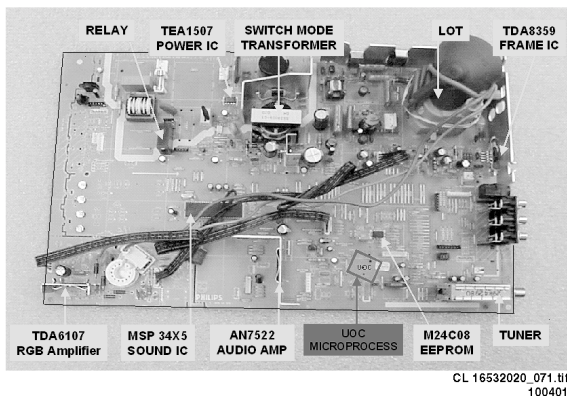 RELAY
TEA1507
POWER IC
SWITCH MODE
TRANSFORMER
LOT
TDA8359
FRAME IC
UOC
PHILIPS
TDA6107
RGB Amplifier
MSP 34X5
SOUND IC
AN7522
AUDIO AMP
UOC
MICROPROCESS
M24C08
EEPROM
TUNER
CL 16532020_071.tif
100401